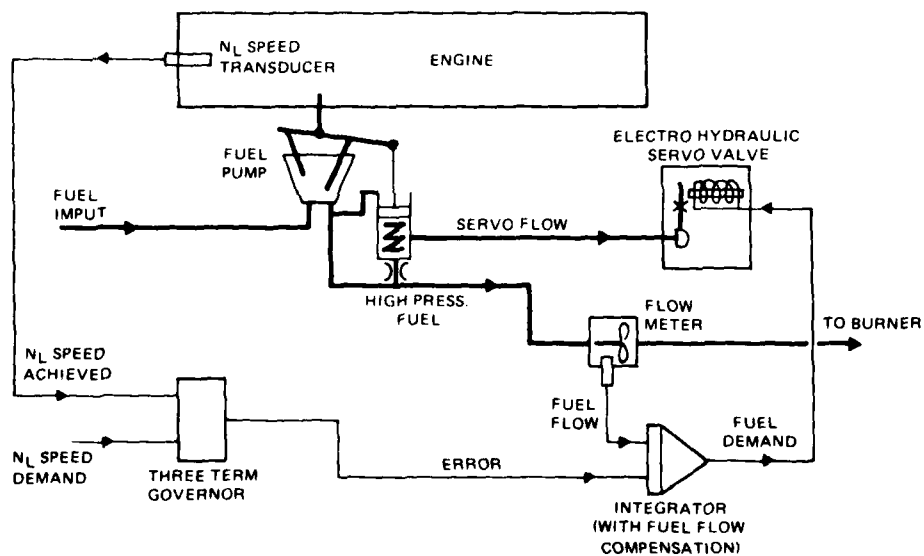 N_L SPEED
TRANSDUCER
ENGINE
FUEL
PUMP
ELECTRO HYDRAULIC
SERVO VALVE
FUEL
IMPUT
SERVO FLOW
HIGH PRESS.
FUEL
FLOW
METER
TO BURNER
N_L SPEED
ACHIEVED
FUEL
FLOW
FUEL
DEMAND
N_L SPEED
DEMAND
THREE TERM
GOVERNOR
ERROR
INTEGRATOR
(WITH FUEL FLOW
COMPENSATION)